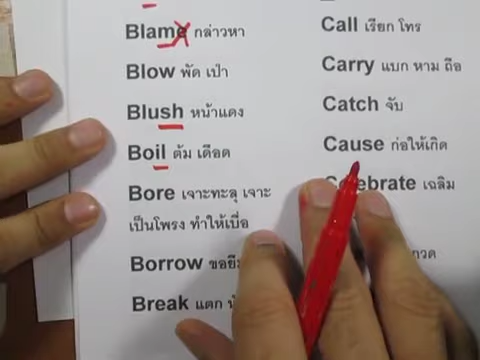 Blame กล่าวหา
Blow พัด เป่า
Blush หน้าแดง
Boil ต้ม เดือด
Bore เจาะทะลุ เจาะ
เป็นโพรง ทำให้เบื่อ
Borrow
Break แตก
Call เรียก โทร
Carry แบก หาม ถือ
Catch จับ
Cause ก่อให้เกิด
Celebrate เฉลิม